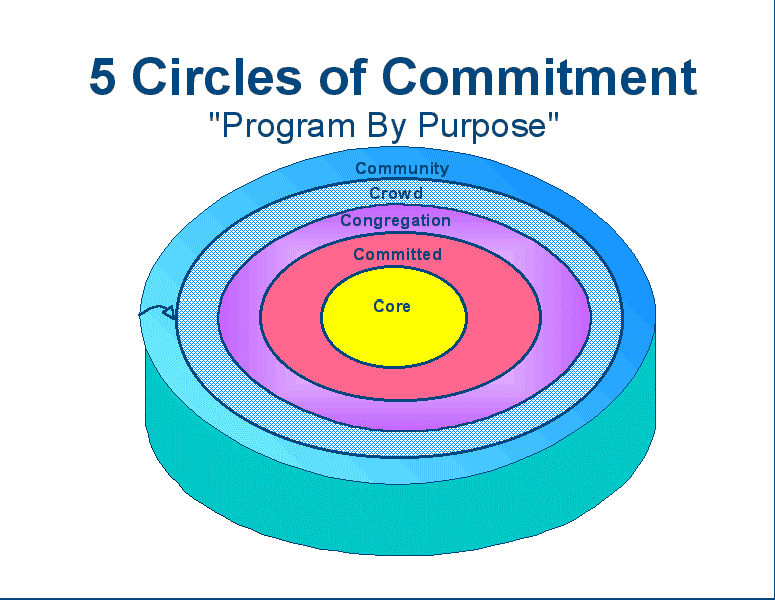 5 Circles of Commitment
"Program By Purpose"
Community
Crowd
Congregation
Committed
Core